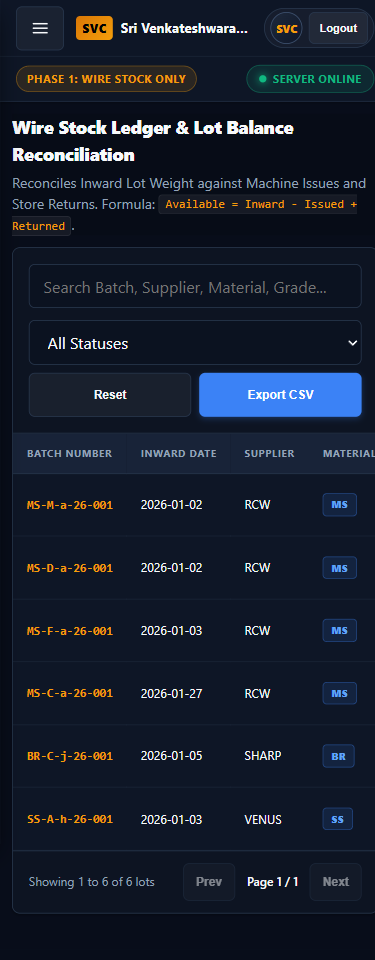 SVC Sri Venkateshwara... SVC Logout
PHASE 1: WIRE STOCK ONLY SERVER ONLINE
Wire Stock Ledger & Lot Balance
Reconciliation
Reconciles Inward Lot Weight against Machine Issues and
Store Returns. Formula: Available = Inward - Issued +
Returned.
Search Batch, Supplier, Material, Grade...
All Statuses
Reset Export CSV
BATCH NUMBER INWARD DATE SUPPLIER MATERIAL
MS-M-a-26-001 2026-01-02 RCW MS
MS-D-a-26-001 2026-01-02 RCW MS
MS-F-a-26-001 2026-01-03 RCW MS
MS-C-a-26-001 2026-01-27 RCW MS
BR-C-j-26-001 2026-01-05 SHARP BR
SS-A-h-26-001 2026-01-03 VENUS SS
Showing 1 to 6 of 6 lots Prev Page 1 / 1 Next